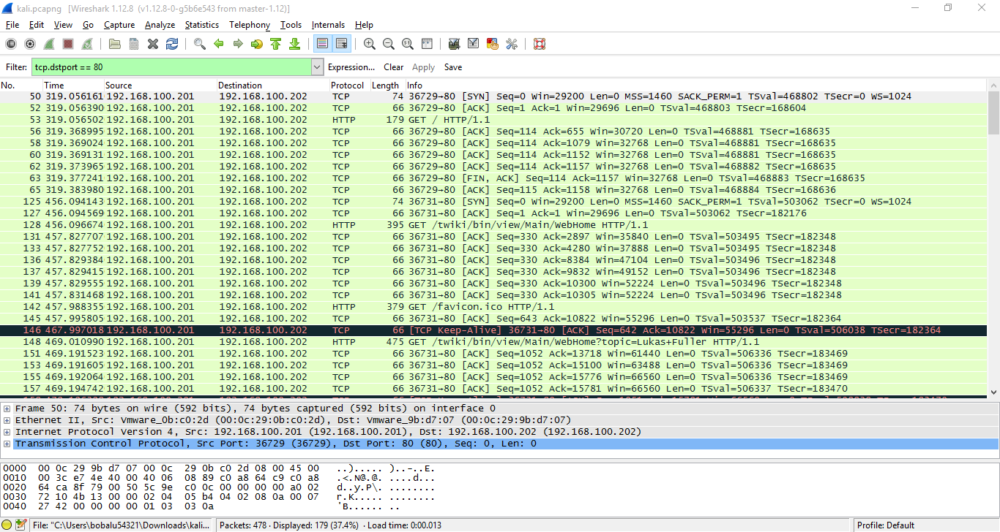 kali.pcapng [Wireshark 1.12.8 (v1.12.8-0-g5b6e543 from master-1.12)]
File Edit View Go Capture Analyze Statistics Telephony Tools Internals Help
Filter: tcp.dstport == 80 Expression... Clear Apply Save
No. Time Source Destination Protocol Length Info
50 319.056161 192.168.100.201 192.168.100.202 TCP 74 36729→80 [SYN] Seq=0 Win=29200 Len=0 MSS=1460 SACK_PERM=1 TSval=468802 TSecr=0 WS=1024
52 319.056390 192.168.100.201 192.168.100.202 TCP 66 36729→80 [ACK] Seq=1 Ack=1 Win=29696 Len=0 TSval=468803 TSecr=168604
53 319.056502 192.168.100.201 192.168.100.202 HTTP 179 GET / HTTP/1.1
56 319.368995 192.168.100.201 192.168.100.202 TCP 66 36729→80 [ACK] Seq=114 Ack=655 Win=30720 Len=0 TSval=468881 TSecr=168635
58 319.369024 192.168.100.201 192.168.100.202 TCP 66 36729→80 [ACK] Seq=114 Ack=1079 Win=32768 Len=0 TSval=468881 TSecr=168635
60 319.369131 192.168.100.201 192.168.100.202 TCP 66 36729→80 [ACK] Seq=114 Ack=1152 Win=32768 Len=0 TSval=468881 TSecr=168635
62 319.373965 192.168.100.201 192.168.100.202 TCP 66 36729→80 [ACK] Seq=114 Ack=1157 Win=32768 Len=0 TSval=468882 TSecr=168635
63 319.377241 192.168.100.201 192.168.100.202 TCP 66 36729→80 [FIN, ACK] Seq=114 Ack=1157 Win=32768 Len=0 TSval=468883 TSecr=168635
65 319.383980 192.168.100.201 192.168.100.202 TCP 66 36729→80 [ACK] Seq=115 Ack=1158 Win=32768 Len=0 TSval=468884 TSecr=168636
125 456.094143 192.168.100.201 192.168.100.202 TCP 74 36731→80 [SYN] Seq=0 Win=29200 Len=0 MSS=1460 SACK_PERM=1 TSval=503062 TSecr=0 WS=1024
127 456.094569 192.168.100.201 192.168.100.202 TCP 66 36731→80 [ACK] Seq=1 Ack=1 Win=29696 Len=0 TSval=503062 TSecr=182176
128 456.096674 192.168.100.201 192.168.100.202 HTTP 395 GET /twiki/bin/view/Main/WebHome HTTP/1.1
131 457.827707 192.168.100.201 192.168.100.202 TCP 66 36731→80 [ACK] Seq=330 Ack=2897 Win=35840 Len=0 TSval=503495 TSecr=182348
133 457.827752 192.168.100.201 192.168.100.202 TCP 66 36731→80 [ACK] Seq=330 Ack=4280 Win=37888 Len=0 TSval=503495 TSecr=182348
136 457.829384 192.168.100.201 192.168.100.202 TCP 66 36731→80 [ACK] Seq=330 Ack=8384 Win=47104 Len=0 TSval=503496 TSecr=182348
137 457.829415 192.168.100.201 192.168.100.202 TCP 66 36731→80 [ACK] Seq=330 Ack=9832 Win=49152 Len=0 TSval=503496 TSecr=182348
139 457.829555 192.168.100.201 192.168.100.202 TCP 66 36731→80 [ACK] Seq=330 Ack=10300 Win=52224 Len=0 TSval=503496 TSecr=182348
141 457.831468 192.168.100.201 192.168.100.202 TCP 66 36731→80 [ACK] Seq=330 Ack=10305 Win=52224 Len=0 TSval=503496 TSecr=182348
142 457.988355 192.168.100.201 192.168.100.202 HTTP 379 GET /favicon.ico HTTP/1.1
145 457.995805 192.168.100.201 192.168.100.202 TCP 66 36731→80 [ACK] Seq=643 Ack=10822 Win=55296 Len=0 TSval=503537 TSecr=182364
146 467.997018 192.168.100.201 192.168.100.202 TCP 66 [TCP Keep-Alive] 36731→80 [ACK] Seq=642 Ack=10822 Win=55296 Len=0 TSval=506038 TSecr=182364
148 469.010990 192.168.100.201 192.168.100.202 HTTP 475 GET /twiki/bin/view/Main/WebHome?topic=Lukas+Fuller HTTP/1.1
151 469.191523 192.168.100.201 192.168.100.202 TCP 66 36731→80 [ACK] Seq=1052 Ack=13718 Win=61440 Len=0 TSval=506336 TSecr=183469
153 469.191605 192.168.100.201 192.168.100.202 TCP 66 36731→80 [ACK] Seq=1052 Ack=15100 Win=63488 Len=0 TSval=506336 TSecr=183469
155 469.192064 192.168.100.201 192.168.100.202 TCP 66 36731→80 [ACK] Seq=1052 Ack=15776 Win=66560 Len=0 TSval=506336 TSecr=183469
157 469.194742 192.168.100.201 192.168.100.202 TCP 66 36731→80 [ACK] Seq=1052 Ack=15781 Win=66560 Len=0 TSval=506337 TSecr=183470
Frame 50: 74 bytes on wire (592 bits), 74 bytes captured (592 bits) on interface 0
Ethernet II, Src: Vmware_0b:c0:2d (00:0c:29:0b:c0:2d), Dst: Vmware_9b:d7:07 (00:0c:29:9b:d7:07)
Internet Protocol Version 4, Src: 192.168.100.201 (192.168.100.201), Dst: 192.168.100.202 (192.168.100.202)
Transmission Control Protocol, Src Port: 36729 (36729), Dst Port: 80 (80), Seq: 0, Len: 0
0000 00 0c 29 9b d7 07 00 0c 29 0b c0 2d 08 00 45 00 ..)..... )..-..E.
0010 00 3c e7 4e 40 00 40 06 08 89 c0 a8 64 c9 c0 a8 .<.N@.@. ....d...
0020 64 ca 8f 79 00 50 5c 9e c0 0c 00 00 00 00 a0 02 d..y.P\. ........
0030 72 10 4b 13 00 00 02 04 05 b4 04 02 08 0a 00 07 r.K..... ........
0040 27 42 00 00 00 00 01 03 03 0a 'B...... ..
File: "C:\Users\bobalu54321\Downloads\kali... Packets: 478 · Displayed: 179 (37.4%) · Load time: 0:00.013 Profile: Default